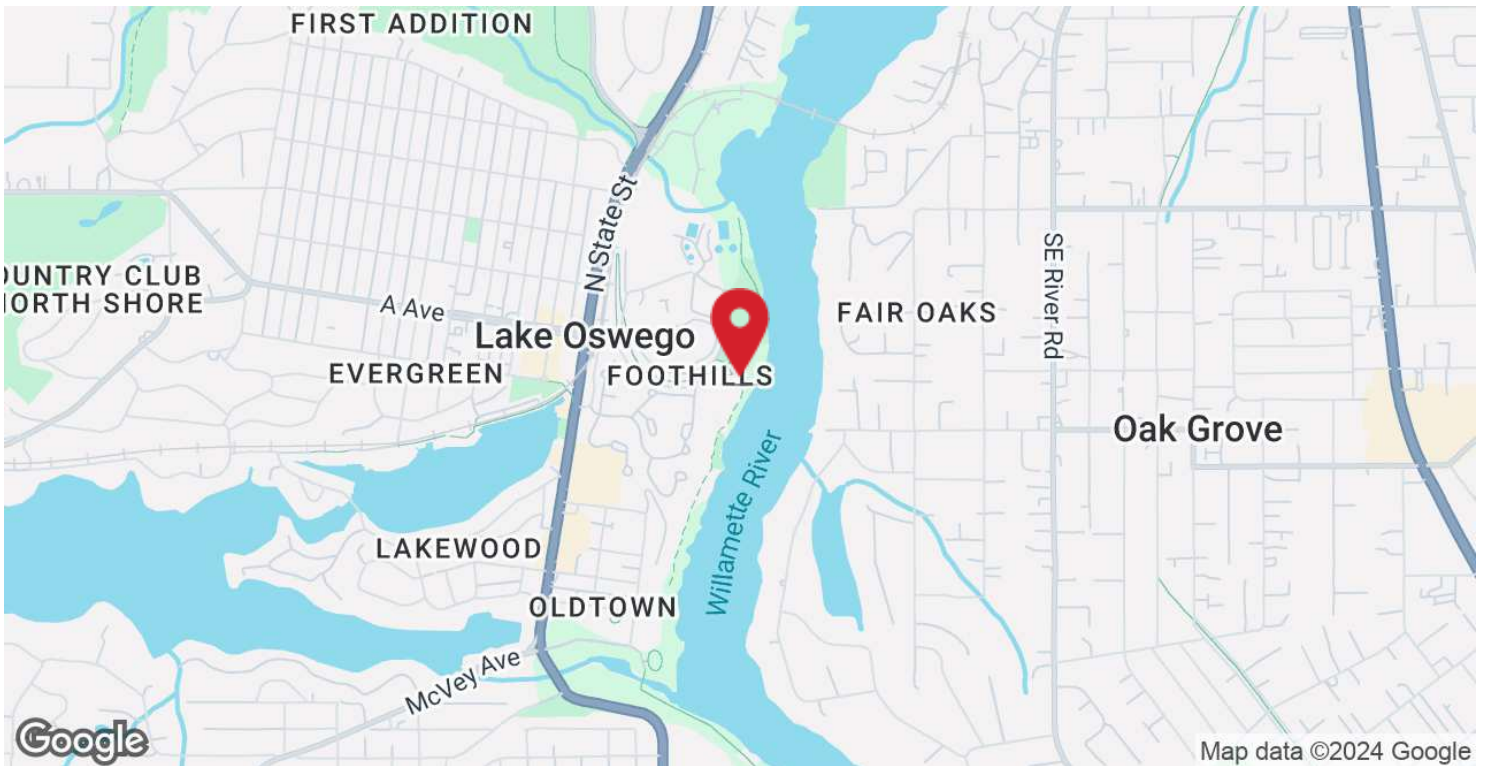 FIRST ADDITION
N State St
OUNTRY CLUB
NORTH SHORE
A Ave
Lake Oswego
EVERGREEN
FOOTHILLS
FAIR OAKS
SE River Rd
Oak Grove
Willamette River
LAKEWOOD
OLDTOWN
McVey Ave
Google
Map data ©2024 Google